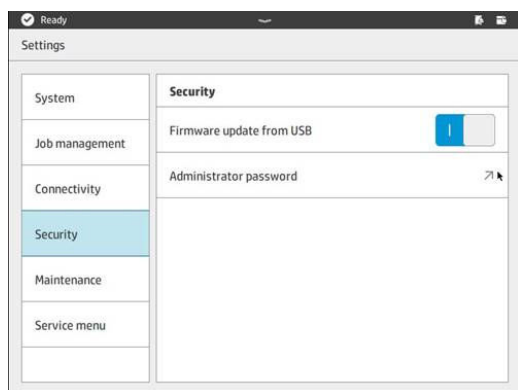 Ready
Settings
System
Job management
Connectivity
Security
Maintenance
Service menu
Security
Firmware update from USB
Administrator password